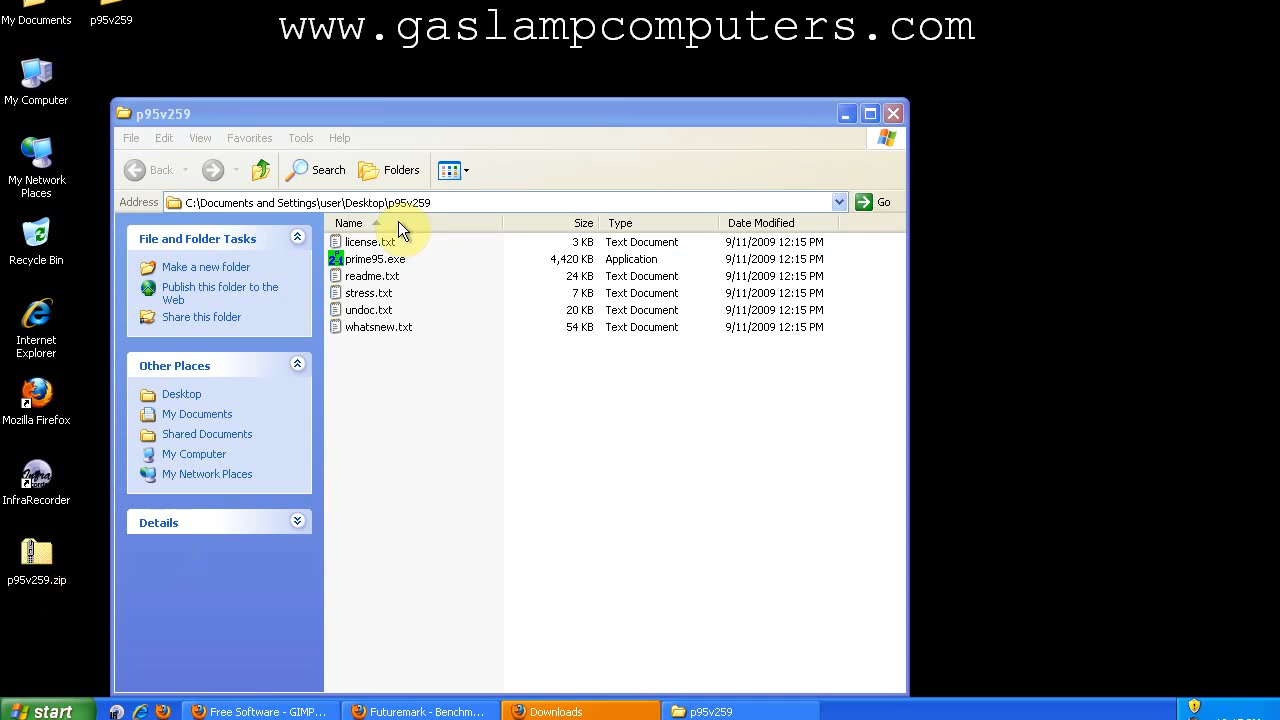 My Documents
p95v259
www.gaslampcomputers.com
My Computer
My Network
Places
Recycle Bin
Internet
Explorer
Mozilla Firefox
InfraRecorder
p95v259.zip
p95v259
File Edit View Favorites Tools Help
Back Search Folders
Address C:\Documents and Settings\user\Desktop\p95v259 Go
Name Size Type Date Modified
license.txt 3 KB Text Document 9/11/2009 12:15 PM
prime95.exe 4,420 KB Application 9/11/2009 12:15 PM
readme.txt 24 KB Text Document 9/11/2009 12:15 PM
stress.txt 7 KB Text Document 9/11/2009 12:15 PM
undoc.txt 20 KB Text Document 9/11/2009 12:15 PM
whatsnew.txt 54 KB Text Document 9/11/2009 12:15 PM
File and Folder Tasks
Make a new folder
Publish this folder to the
Web
Share this folder
Other Places
Desktop
My Documents
Shared Documents
My Computer
My Network Places
Details
start Free Software - GIMP... Futuremark - Benchm... Downloads p95v259